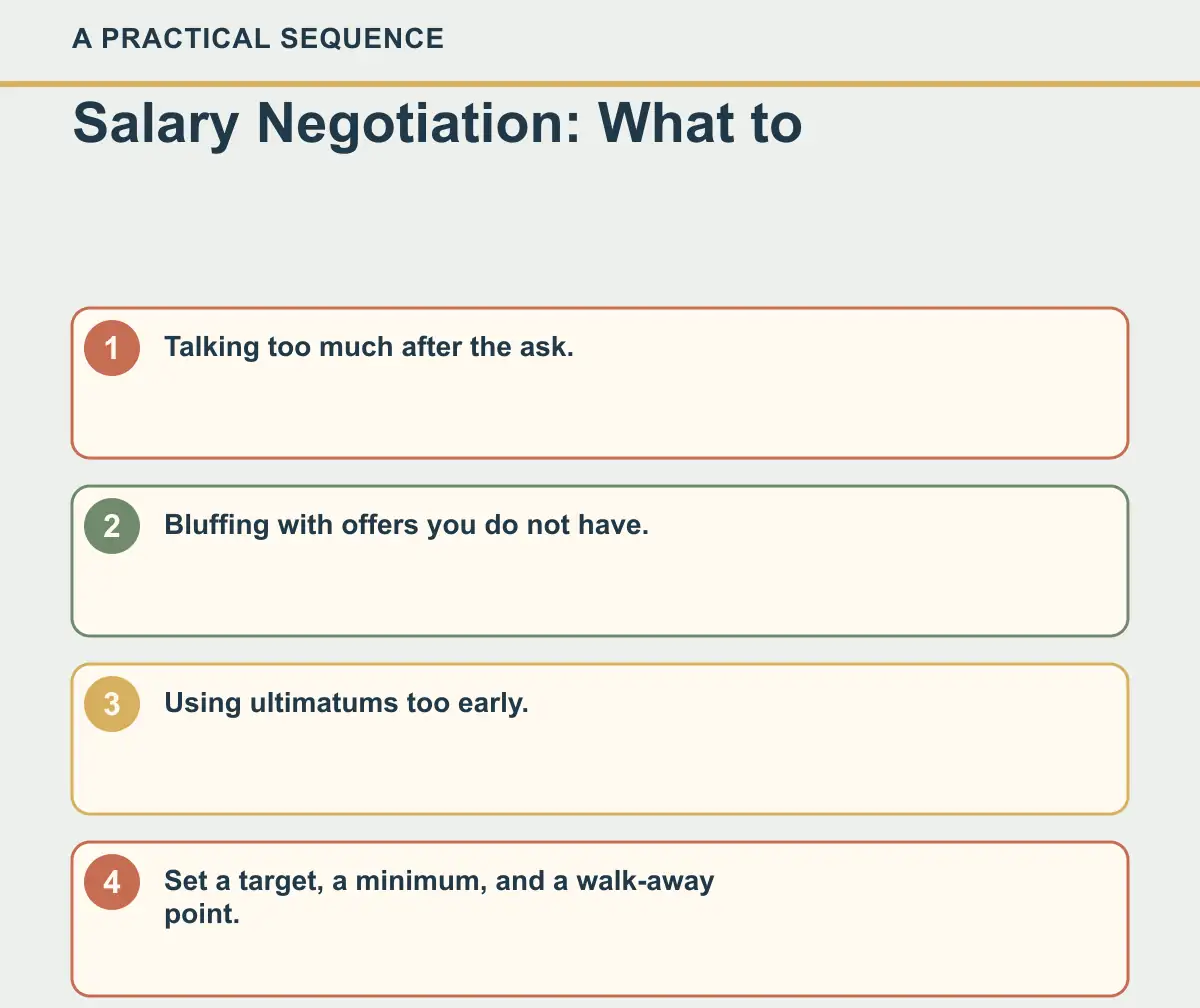 A PRACTICAL SEQUENCE
Salary Negotiation: What to
1
Talking too much after the ask.
2
Bluffing with offers you do not have.
3
Using ultimatums too early.
4
Set a target, a minimum, and a walk-away
point.